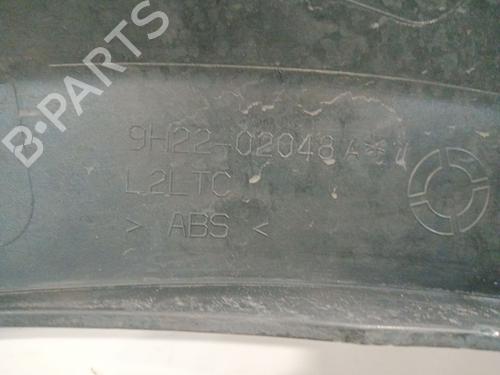 B-PARTS
9H22-02048 A
L2LTC
> ABS <